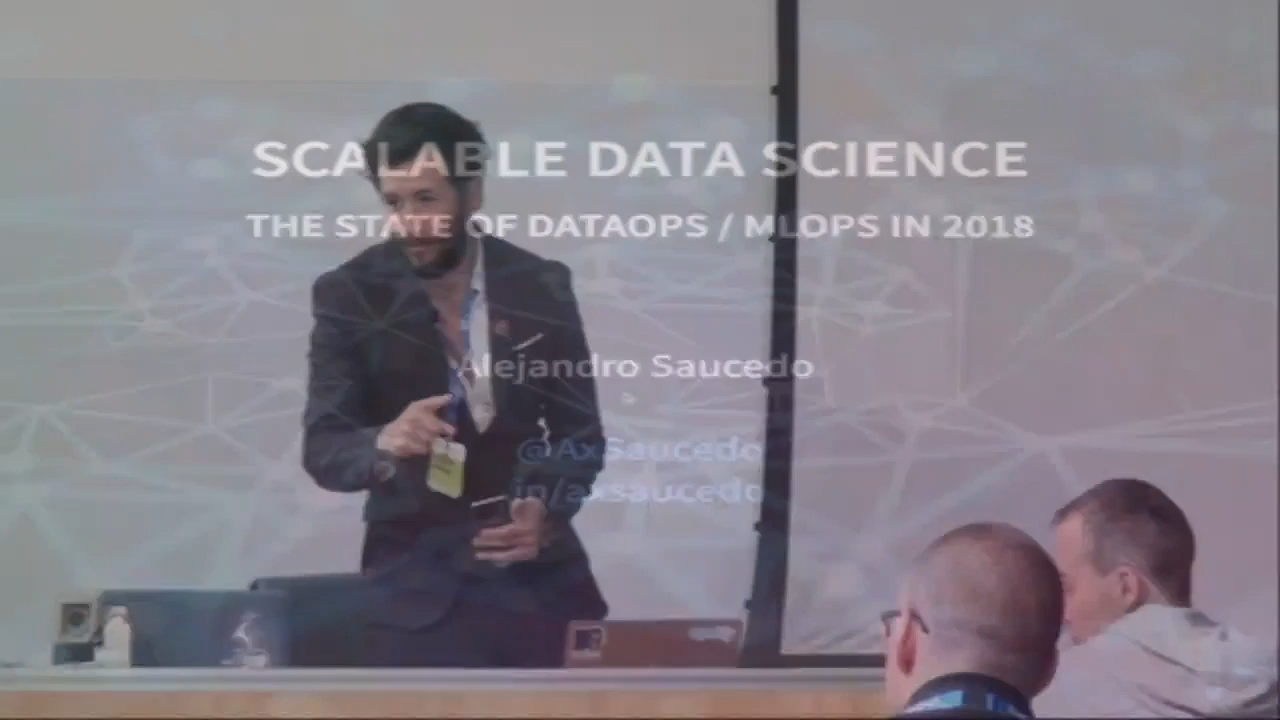 SCALABLE DATA SCIENCE
THE STATE OF DATAOPS / MLOPS IN 2018
Alejandro Saucedo
@AxSaucedo
in/axsaucedo